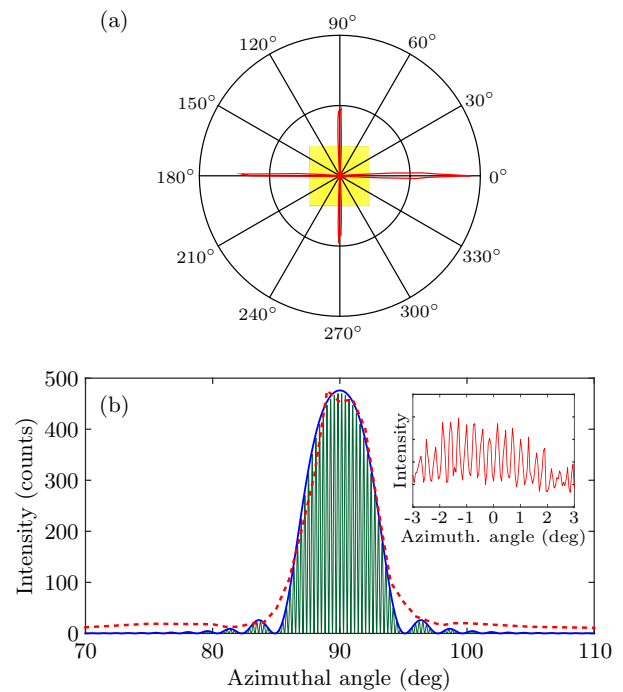 (a)
90°
120°
60°
150°
30°
180°
0°
210°
330°
240°
300°
270°
500
(b)
400
300
200
100
0
Intensity (counts)
Intensity
-3 -2 -1 0 1 2 3
Azimuth. angle (deg)
70 80 90 100 110
Azimuthal angle (deg)